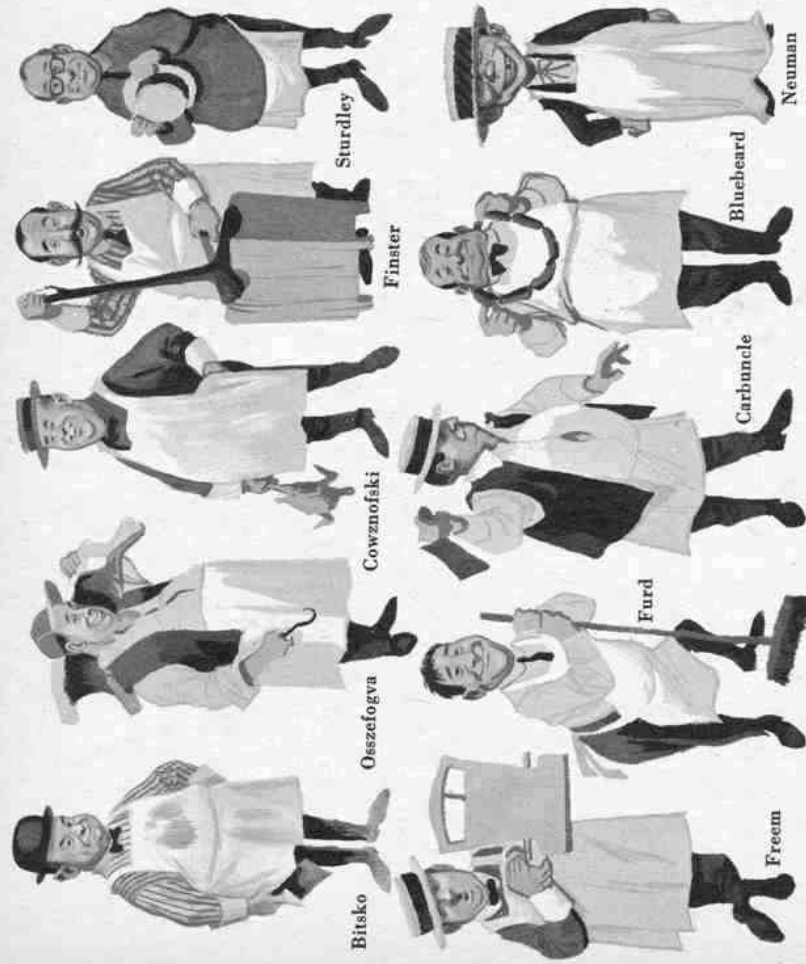 Bitsko
Osszefogva
Cowznofski
Finster
Sturdley
Freem
Furd
Carbuncle
Bluebeard
Neuman